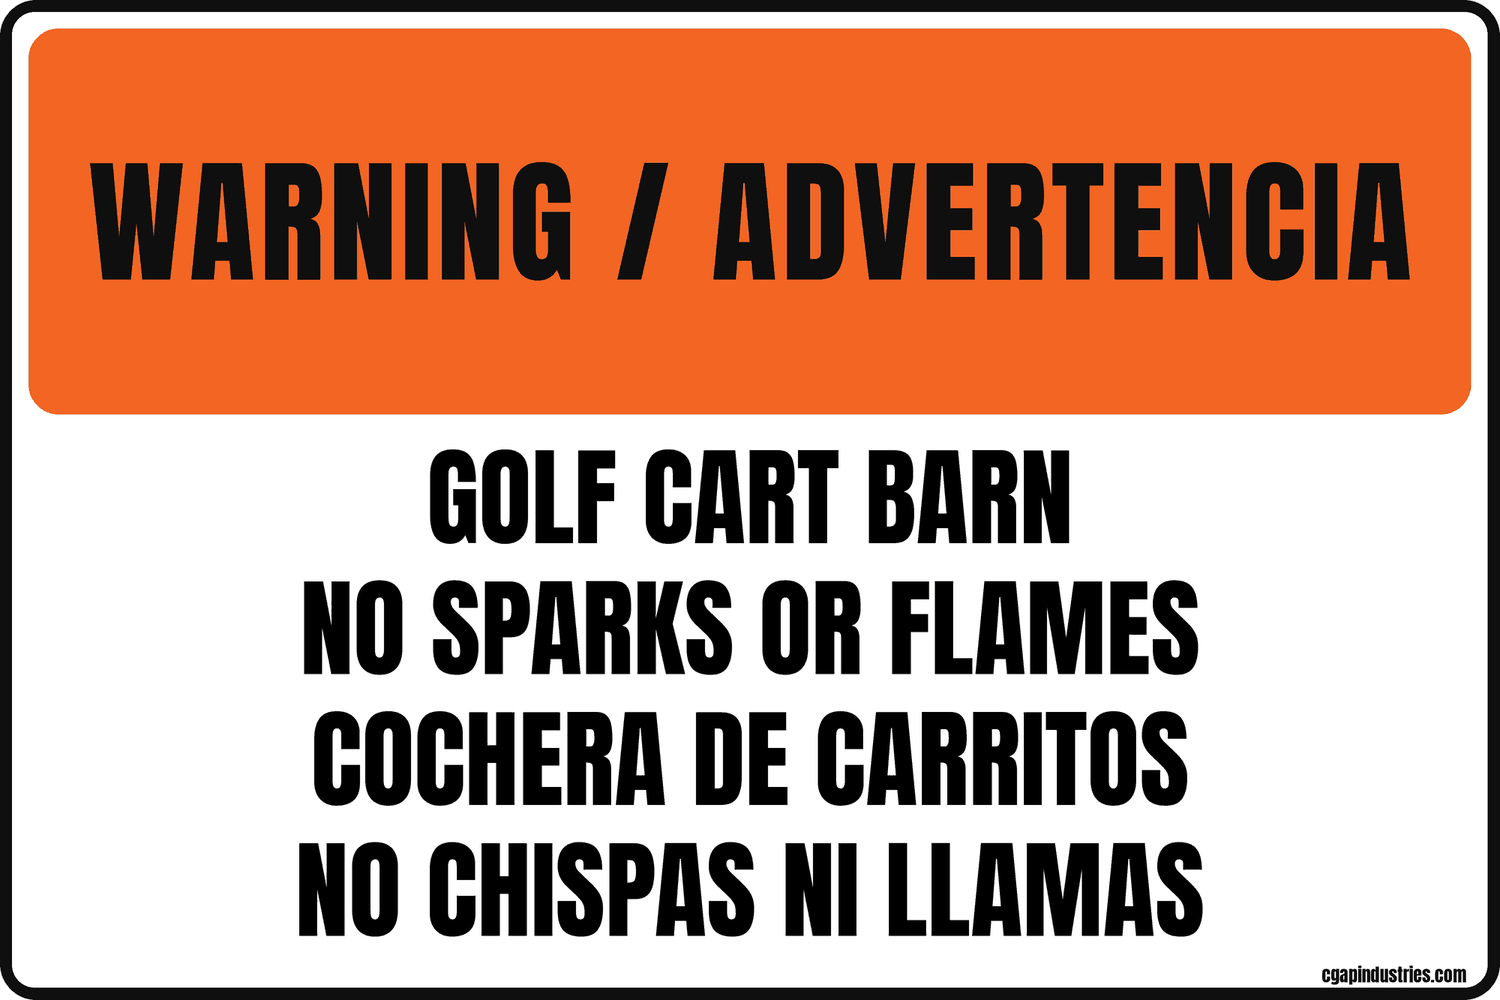 WARNING / ADVERTENCIA
GOLF CART BARN
NO SPARKS OR FLAMES
COCHERA DE CARRITOS
NO CHISPAS NI LLAMAS
cgapindustries.com